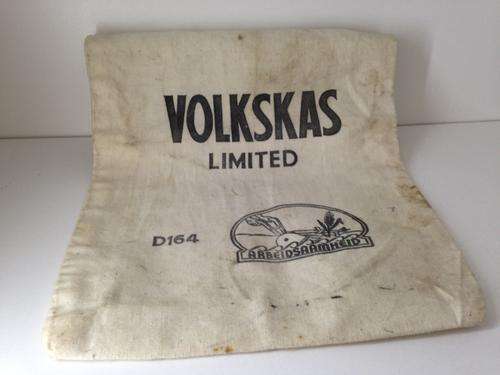 VOLKSKAS
LIMITED
D164
ARBEIDSAAMHEID